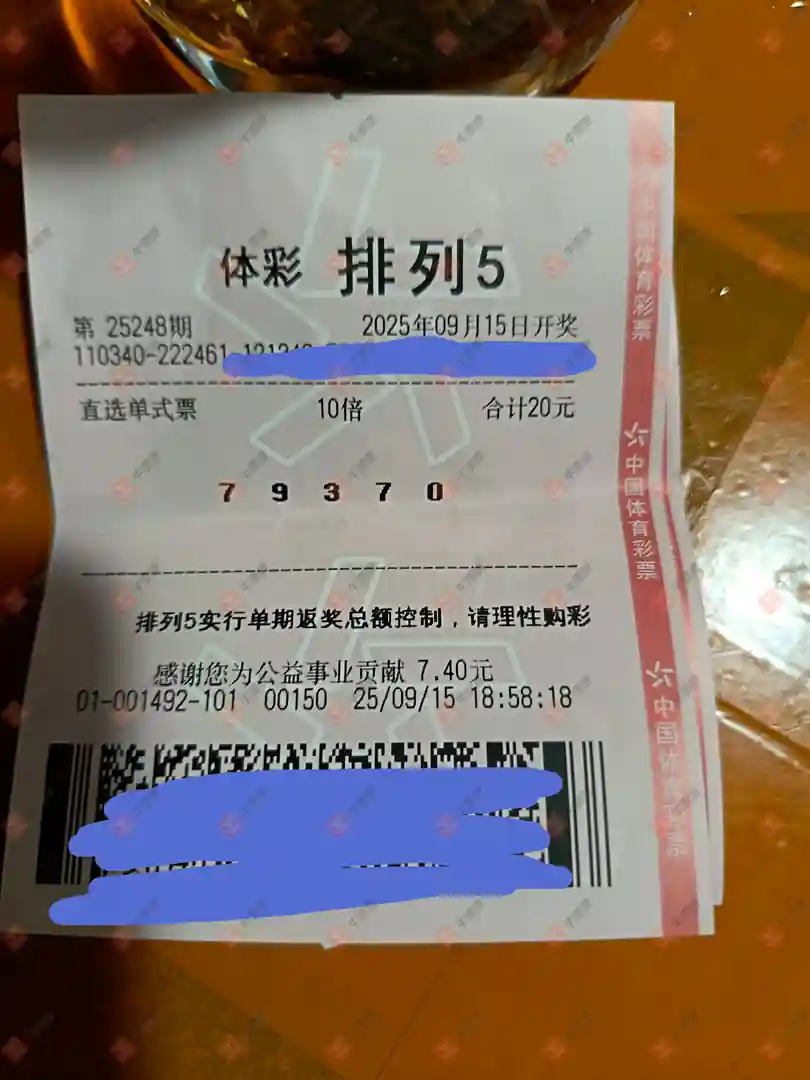 体彩 排列5
第 25248期 2025年09月15日开奖
110340-222461
直选单式票 10倍 合计20元
7 9 3 7 0
排列5实行单期返奖总额控制，请理性购彩
感谢您为公益事业贡献 7.40元
01-001492-101 00150 25/09/15 18:58:18
中国体育彩票
中国体育彩票
中国体育彩票